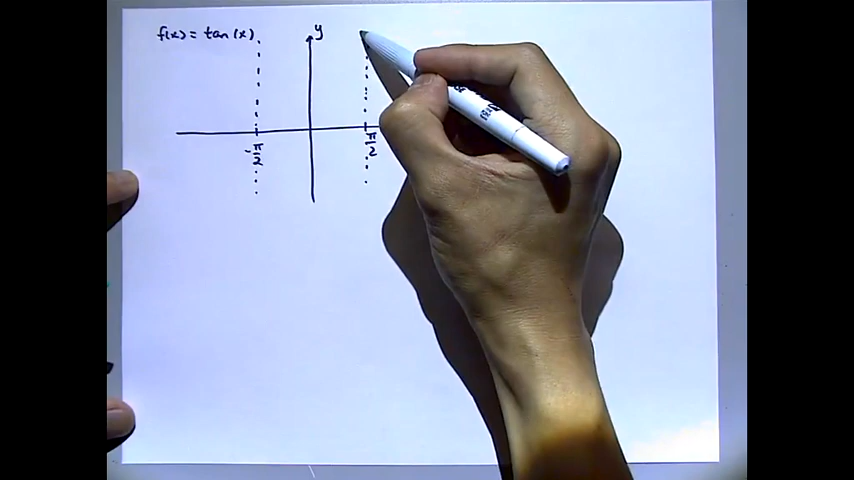 f(x) = tan(x)
y
-π/2
π/2